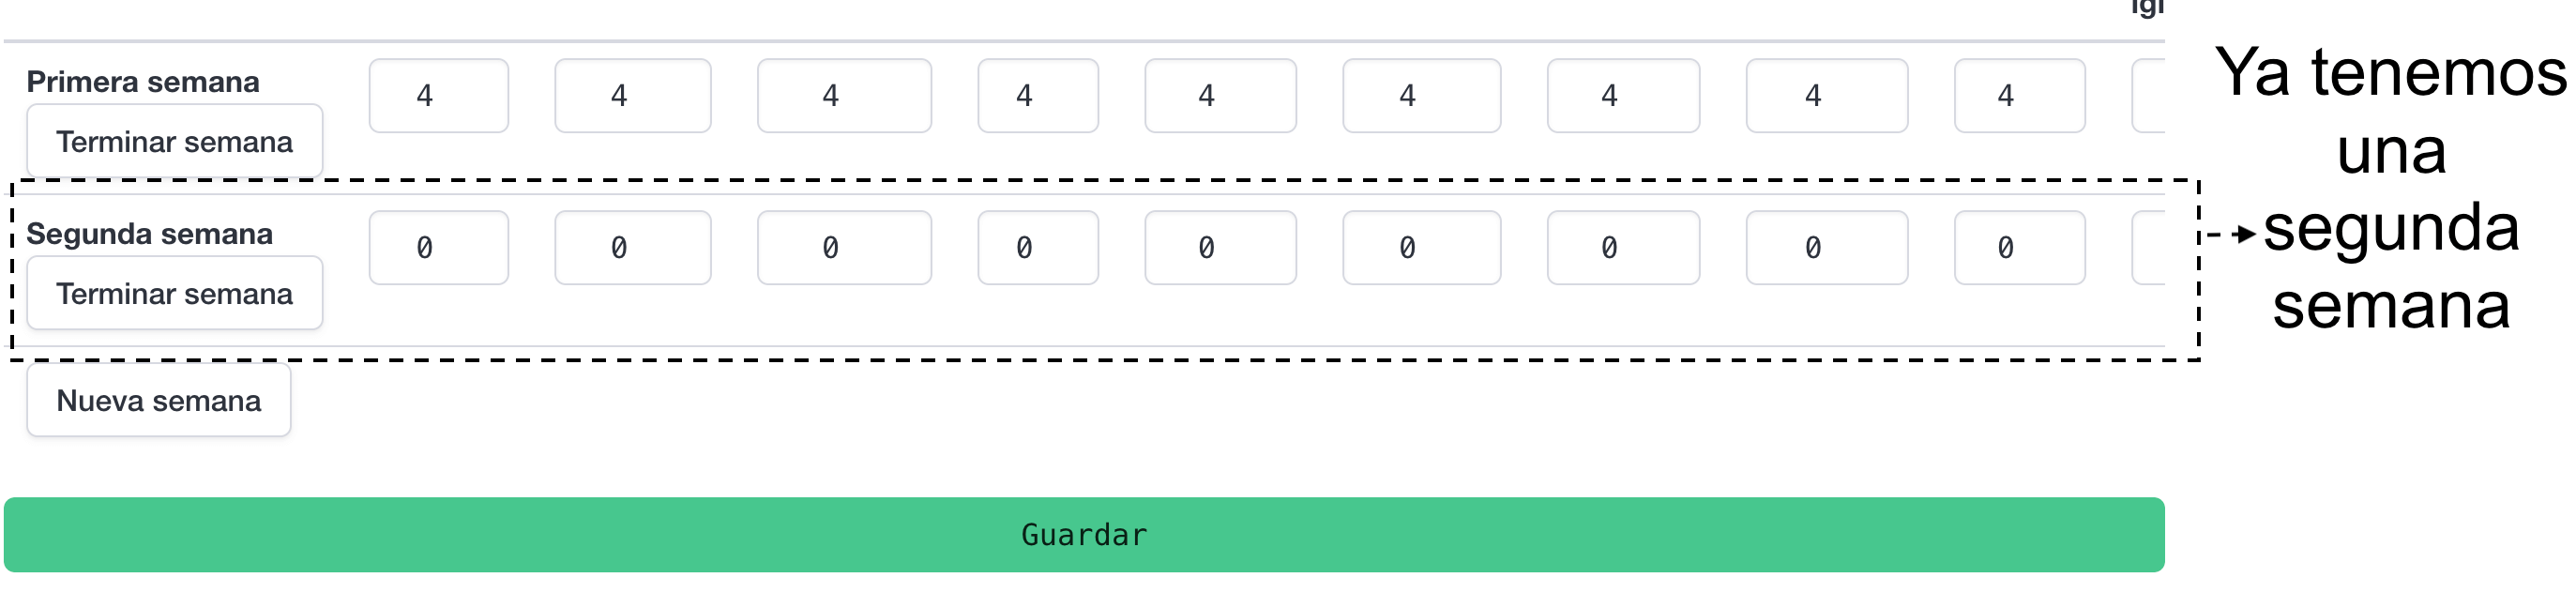 Primera semana
4 4 4 4 4 4 4 4 4
Terminar semana
Segunda semana
0 0 0 0 0 0 0 0 0
Terminar semana
Nueva semana
Guardar
Ya tenemos
una
segunda
semana